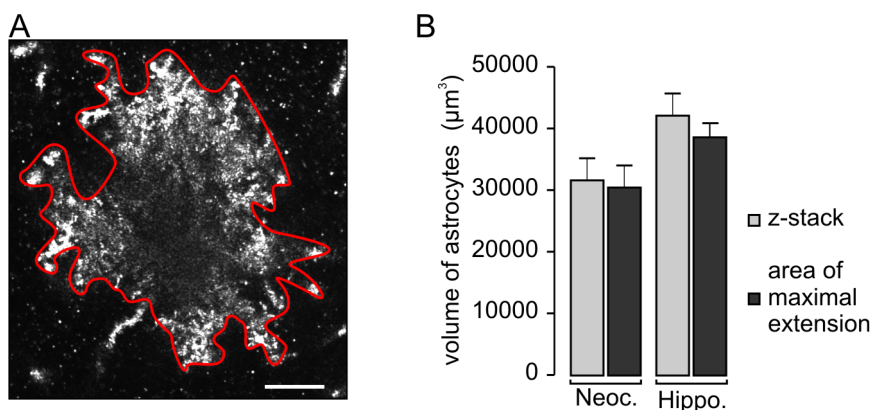 A
B
volume of astrocytes (µm³)
50000
40000
30000
20000
10000
0
Neoc.
Hippo.
z-stack
area of
maximal
extension